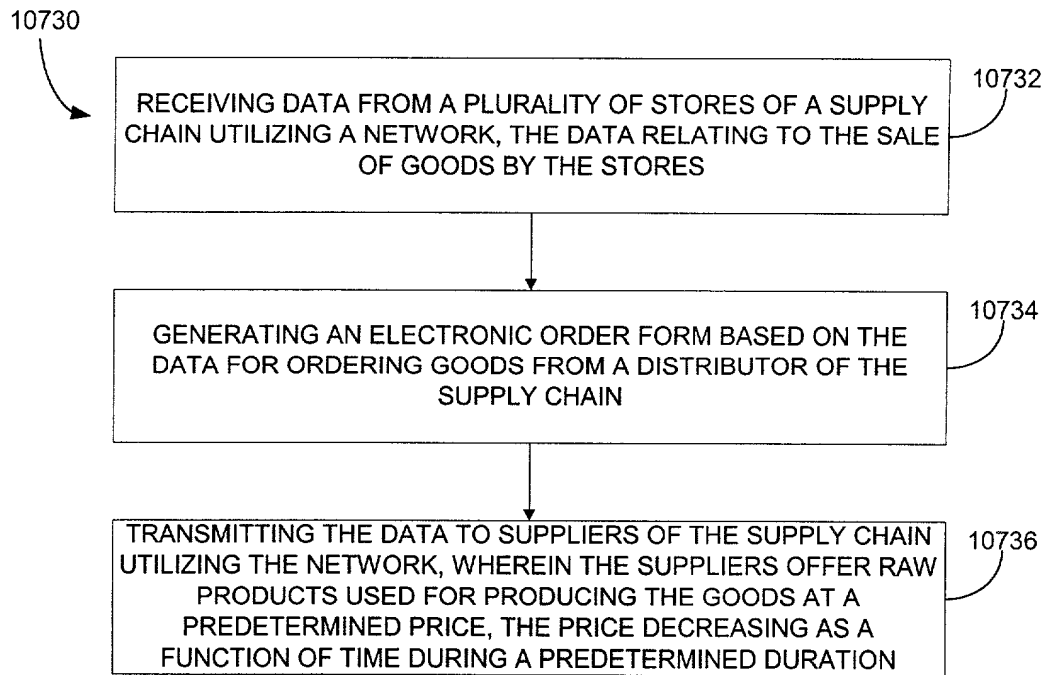 10730
RECEIVING DATA FROM A PLURALITY OF STORES OF A SUPPLY
CHAIN UTILIZING A NETWORK, THE DATA RELATING TO THE SALE
OF GOODS BY THE STORES
10732
GENERATING AN ELECTRONIC ORDER FORM BASED ON THE
DATA FOR ORDERING GOODS FROM A DISTRIBUTOR OF THE
SUPPLY CHAIN
10734
TRANSMITTING THE DATA TO SUPPLIERS OF THE SUPPLY CHAIN
UTILIZING THE NETWORK, WHEREIN THE SUPPLIERS OFFER RAW
PRODUCTS USED FOR PRODUCING THE GOODS AT A
PREDETERMINED PRICE, THE PRICE DECREASING AS A
FUNCTION OF TIME DURING A PREDETERMINED DURATION
10736